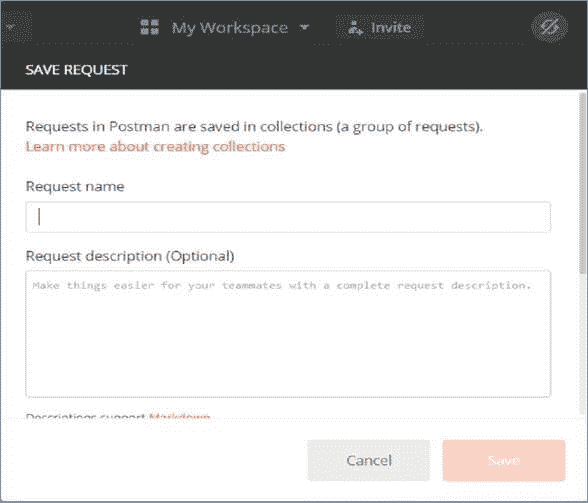 My Workspace
Invite
SAVE REQUEST
Requests in Postman are saved in collections (a group of requests).
Learn more about creating collections
Request name
Request description (Optional)
Make things easier for your teammates with a complete request description.
Descriptions support Markdown
Cancel
Save